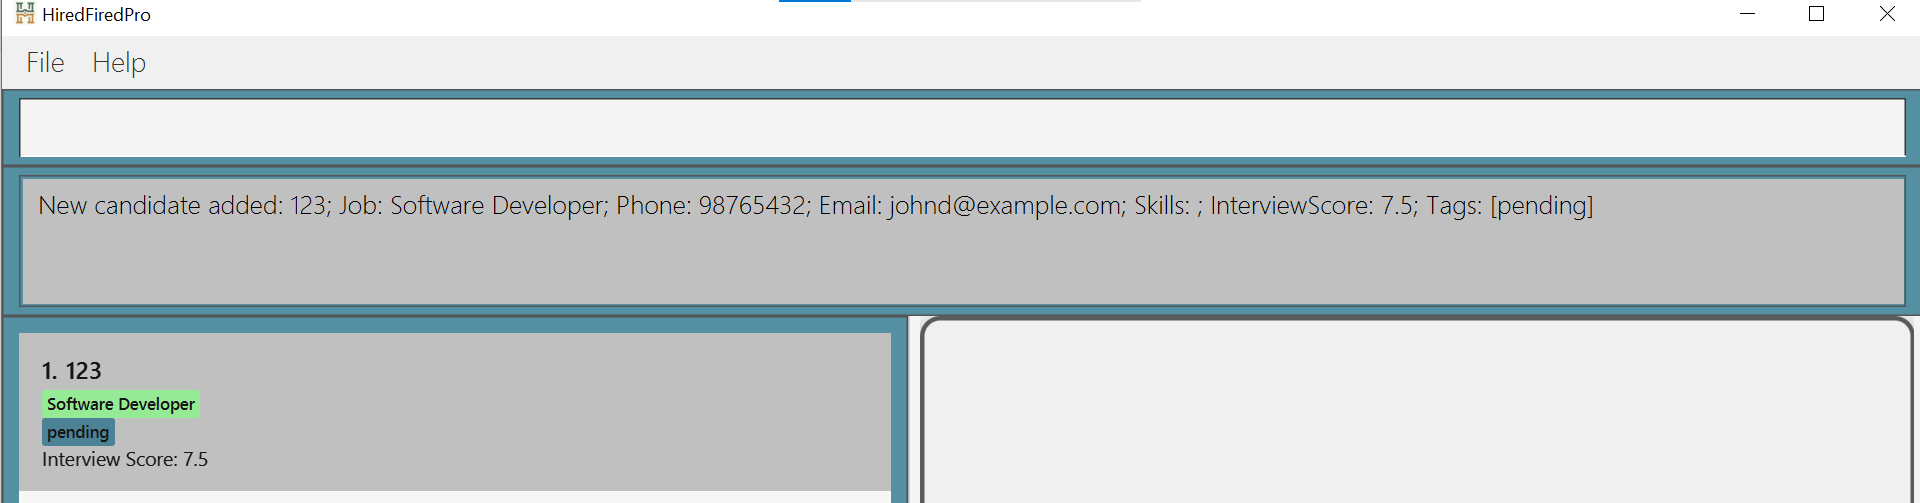 HiredFiredPro
File Help
New candidate added: 123; Job: Software Developer; Phone: 98765432; Email: johnd@example.com; Skills: ; InterviewScore: 7.5; Tags: [pending]
1. 123
Software Developer
pending
Interview Score: 7.5